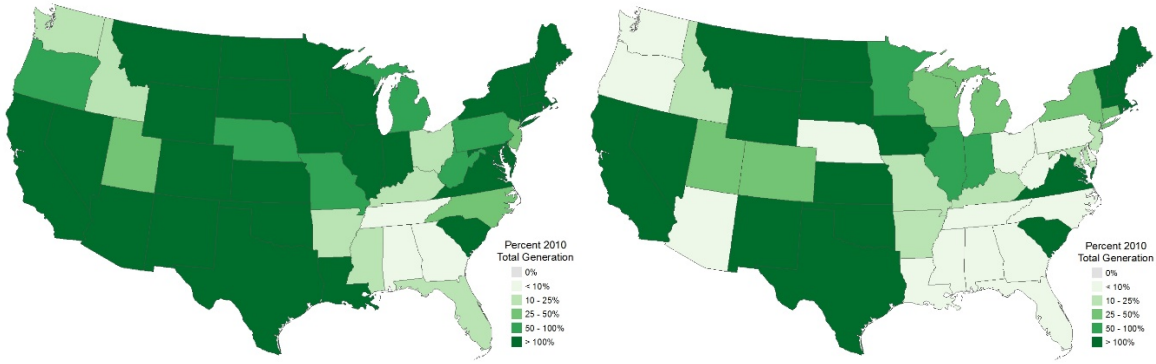 Percent 2010
Total Generation
0%
< 10%
10 - 25%
25 - 50%
50 - 100%
> 100%
Percent 2010
Total Generation
0%
< 10%
10 - 25%
25 - 50%
50 - 100%
> 100%